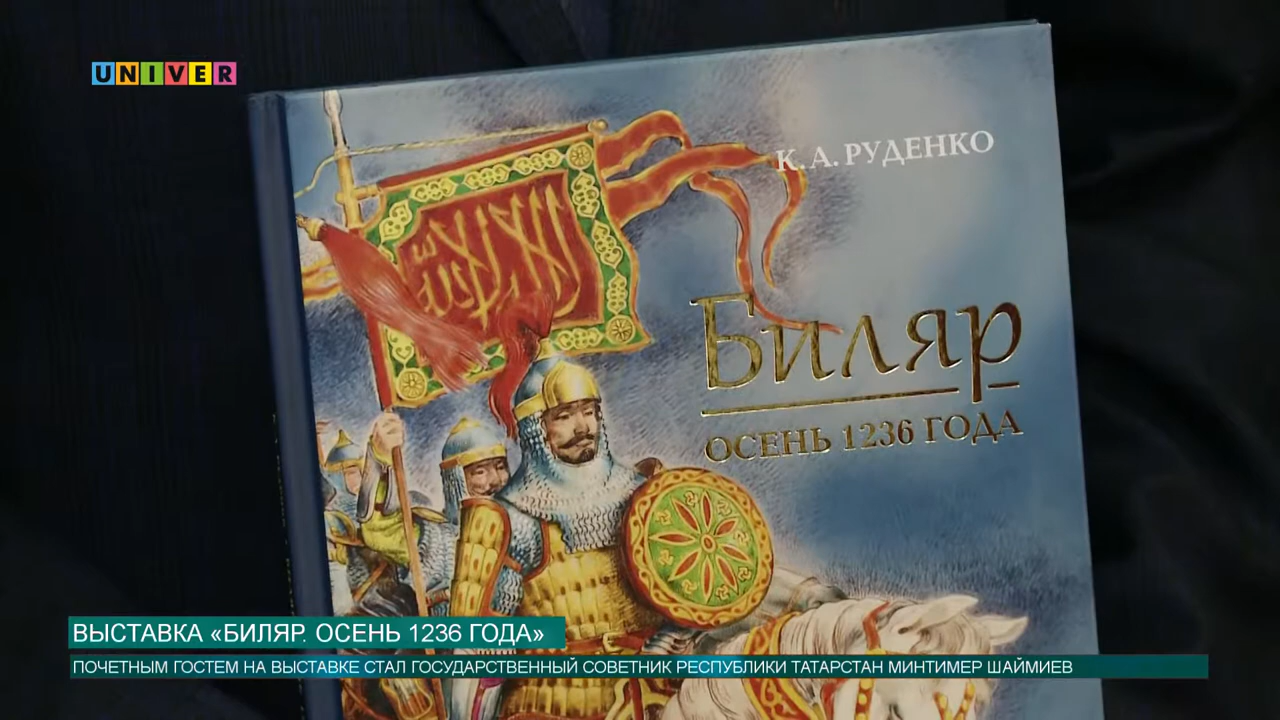 UNIVER
К. А. РУДЕНКО
Биляр
ОСЕНЬ 1236 ГОДА
ВЫСТАВКА «БИЛЯР. ОСЕНЬ 1236 ГОДА»
ПОЧЕТНЫМ ГОСТЕМ НА ВЫСТАВКЕ СТАЛ ГОСУДАРСТВЕННЫЙ СОВЕТНИК РЕСПУБЛИКИ ТАТАРСТАН МИНТИМЕР ШАЙМИЕВ